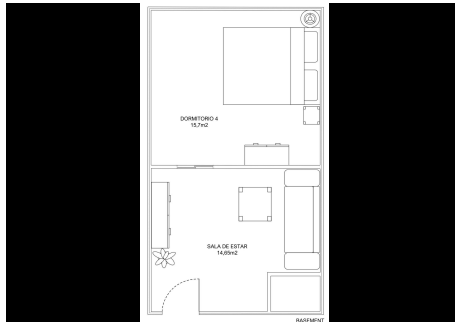 DORMITORIO 4
15,7m2
SALA DE ESTAR
14,65m2
BASEMENT